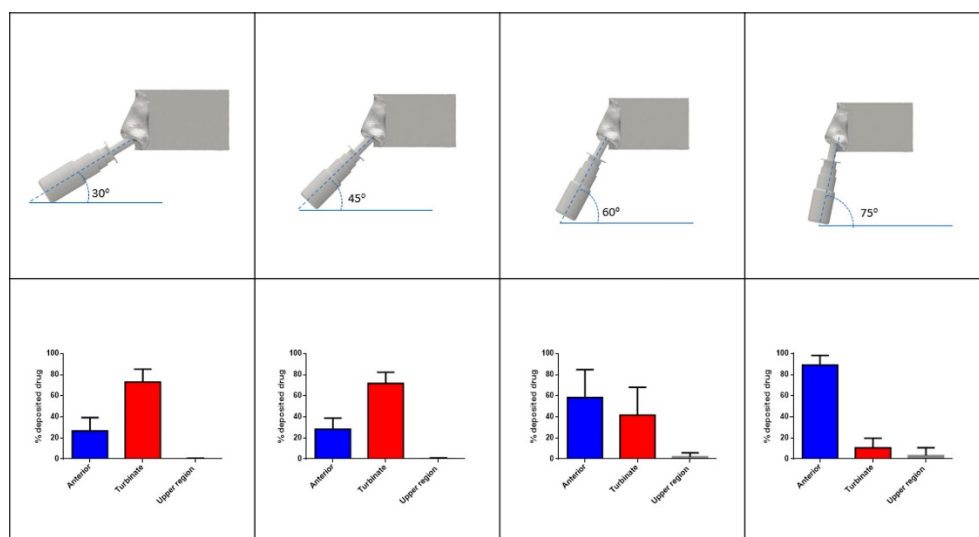 30°
45°
60°
75°
% deposited drug
100
80
60
40
20
0
Anterior
Turbinate
Upper region
% deposited drug
100
80
60
40
20
0
Anterior
Turbinate
Upper region
% deposited drug
100
80
60
40
20
0
Anterior
Turbinate
Upper region
% deposited drug
100
80
60
40
20
0
Anterior
Turbinate
Upper region